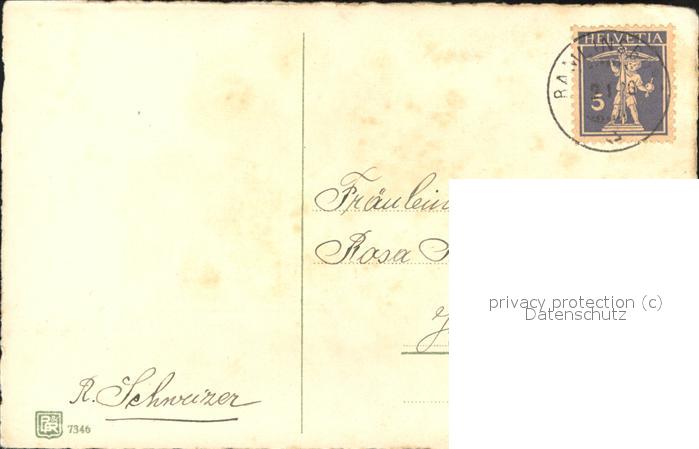 HELVETIA
5
Fräulein
Rosa
privacy protection (c)
Datenschutz
R. Schweizer
7346